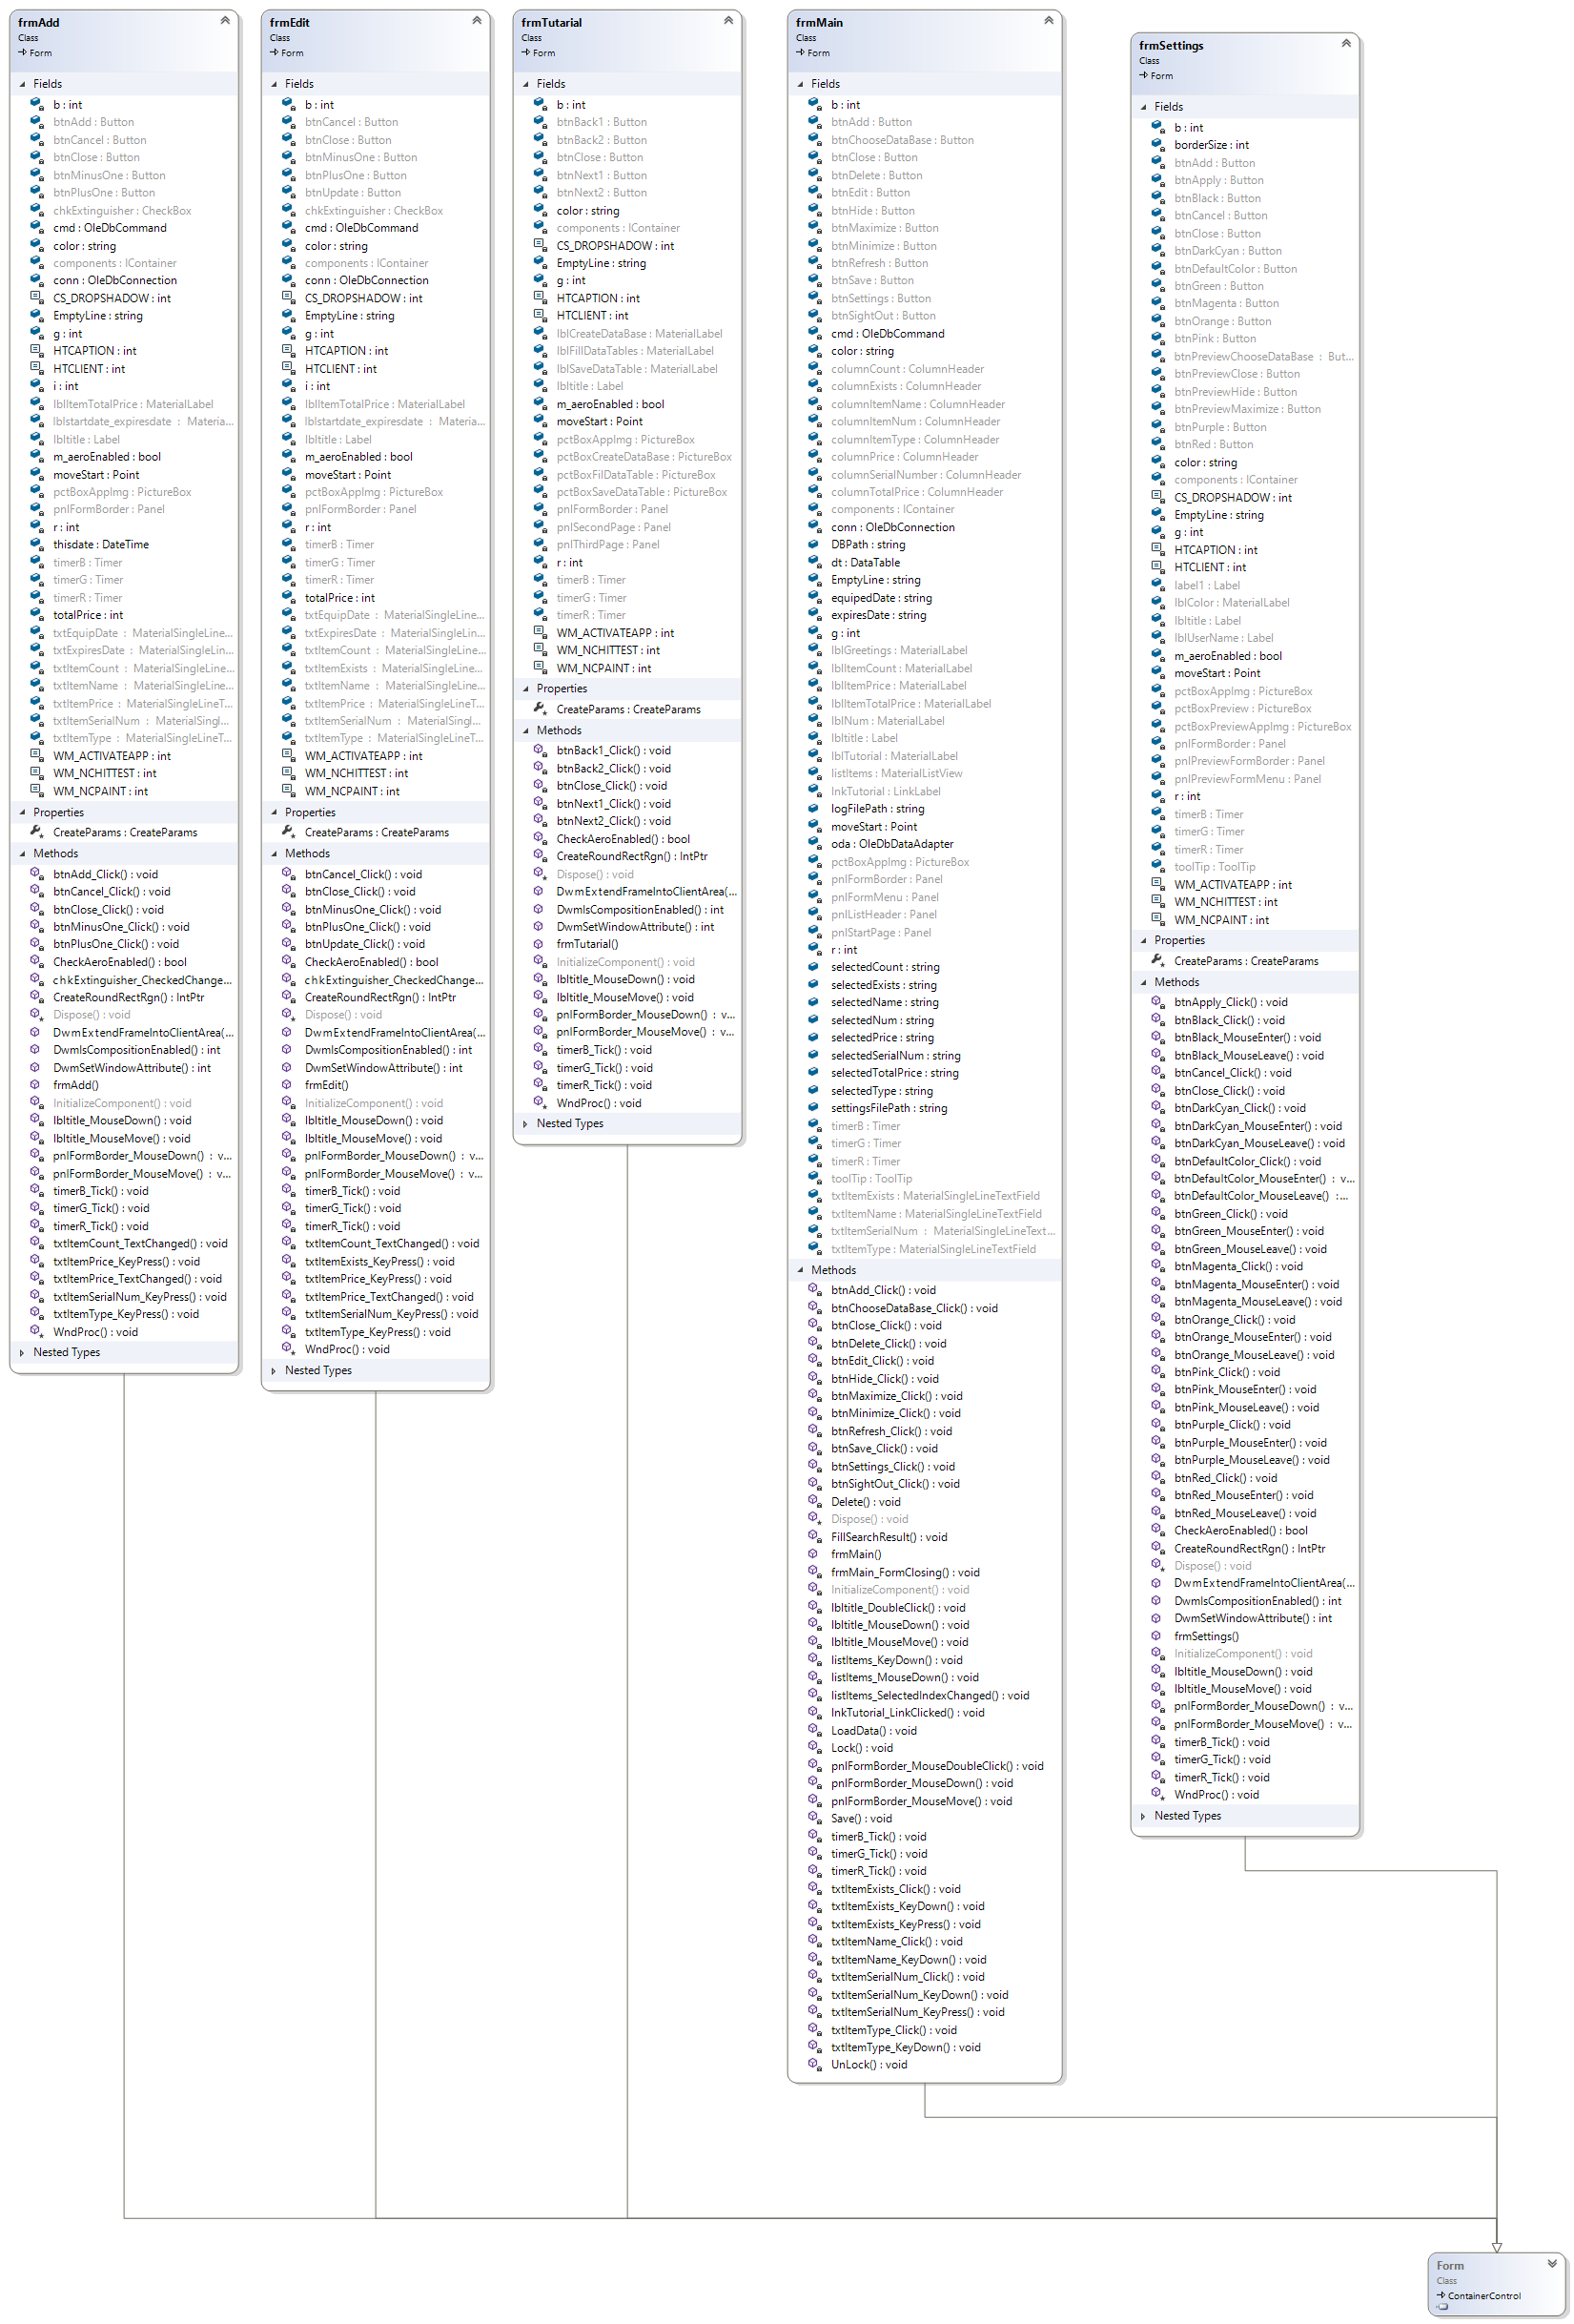 frmAdd
Class
Form
Fields
b : int
btnAdd : Button
btnCancel : Button
btnClose : Button
btnMinusOne : Button
btnPlusOne : Button
chkExtinguisher : CheckBox
cmd : OleDbCommand
color : string
components : IContainer
conn : OleDbConnection
CS_DROPSHADOW : int
EmptyLine : string
g : int
HTCAPTION : int
HTCLIENT : int
i : int
lblItemTotalPrice : MaterialLabel
lblstartdate_expiresdate : Materia...
lbltitle : Label
m_aeroEnabled : bool
moveStart : Point
pctBoxAppImg : PictureBox
pnlFormBorder : Panel
r : int
thisdate : DateTime
timerB : Timer
timerG : Timer
timerR : Timer
totalPrice : int
txtEquipDate : MaterialSingleLine...
txtExpiresDate : MaterialSingleLin...
txtItemCount : MaterialSingleLine...
txtItemName : MaterialSingleLine...
txtItemPrice : MaterialSingleLineT...
txtItemSerialNum : MaterialSingl...
txtItemType : MaterialSingleLineT...
WM_ACTIVATEAPP : int
WM_NCHITTEST : int
WM_NCPAINT : int
Properties
CreateParams : CreateParams
Methods
btnAdd_Click() : void
btnCancel_Click() : void
btnClose_Click() : void
btnMinusOne_Click() : void
btnPlusOne_Click() : void
CheckAeroEnabled() : bool
chkExtinguisher_CheckedChange...
CreateRoundRectRgn() : IntPtr
Dispose() : void
DwmExtendFrameIntoClientArea(...
DwmIsCompositionEnabled() : int
DwmSetWindowAttribute() : int
frmAdd()
InitializeComponent() : void
lbltitle_MouseDown() : void
lbltitle_MouseMove() : void
pnlFormBorder_MouseDown() : v...
pnlFormBorder_MouseMove() : v...
timerB_Tick() : void
timerG_Tick() : void
timerR_Tick() : void
txtItemCount_TextChanged() : void
txtItemPrice_KeyPress() : void
txtItemPrice_TextChanged() : void
txtItemSerialNum_KeyPress() : void
txtItemType_KeyPress() : void
WndProc() : void
Nested Types
frmEdit
Class
Form
Fields
b : int
btnCancel : Button
btnClose : Button
btnMinusOne : Button
btnPlusOne : Button
btnUpdate : Button
chkExtinguisher : CheckBox
cmd : OleDbCommand
color : string
components : IContainer
conn : OleDbConnection
CS_DROPSHADOW : int
EmptyLine : string
g : int
HTCAPTION : int
HTCLIENT : int
i : int
lblItemTotalPrice : MaterialLabel
lblstartdate_expiresdate : Materia...
lbltitle : Label
m_aeroEnabled : bool
moveStart : Point
pctBoxAppImg : PictureBox
pnlFormBorder : Panel
r : int
timerB : Timer
timerG : Timer
timerR : Timer
totalPrice : int
txtEquipDate : MaterialSingleLine...
txtExpiresDate : MaterialSingleLin...
txtItemCount : MaterialSingleLine...
txtItemExists : MaterialSingleLine...
txtItemName : MaterialSingleLine...
txtItemPrice : MaterialSingleLineT...
txtItemSerialNum : MaterialSingl...
txtItemType : MaterialSingleLineT...
WM_ACTIVATEAPP : int
WM_NCHITTEST : int
WM_NCPAINT : int
Properties
CreateParams : CreateParams
Methods
btnCancel_Click() : void
btnClose_Click() : void
btnMinusOne_Click() : void
btnPlusOne_Click() : void
btnUpdate_Click() : void
CheckAeroEnabled() : bool
chkExtinguisher_CheckedChange...
CreateRoundRectRgn() : IntPtr
Dispose() : void
DwmExtendFrameIntoClientArea(...
DwmIsCompositionEnabled() : int
DwmSetWindowAttribute() : int
frmEdit()
InitializeComponent() : void
lbltitle_MouseDown() : void
lbltitle_MouseMove() : void
pnlFormBorder_MouseDown() : v...
pnlFormBorder_MouseMove() : v...
timerB_Tick() : void
timerG_Tick() : void
timerR_Tick() : void
txtItemCount_TextChanged() : void
txtItemExists_KeyPress() : void
txtItemPrice_KeyPress() : void
txtItemPrice_TextChanged() : void
txtItemSerialNum_KeyPress() : void
txtItemType_KeyPress() : void
WndProc() : void
Nested Types
frmTutarial
Class
Form
Fields
b : int
btnBack1 : Button
btnBack2 : Button
btnClose : Button
btnNext1 : Button
btnNext2 : Button
color : string
components : IContainer
CS_DROPSHADOW : int
EmptyLine : string
g : int
HTCAPTION : int
HTCLIENT : int
lblCreateDataBase : MaterialLabel
lblFillDataTables : MaterialLabel
lblSaveDataTable : MaterialLabel
lbltitle : Label
m_aeroEnabled : bool
moveStart : Point
pctBoxAppImg : PictureBox
pctBoxCreateDataBase : PictureBox
pctBoxFilDataTable : PictureBox
pctBoxSaveDataTable : PictureBox
pnlFormBorder : Panel
pnlSecondPage : Panel
pnlThirdPage : Panel
r : int
timerB : Timer
timerG : Timer
timerR : Timer
WM_ACTIVATEAPP : int
WM_NCHITTEST : int
WM_NCPAINT : int
Properties
CreateParams : CreateParams
Methods
btnBack1_Click() : void
btnBack2_Click() : void
btnClose_Click() : void
btnNext1_Click() : void
btnNext2_Click() : void
CheckAeroEnabled() : bool
CreateRoundRectRgn() : IntPtr
Dispose() : void
DwmExtendFrameIntoClientArea(...
DwmIsCompositionEnabled() : int
DwmSetWindowAttribute() : int
frmTutarial()
InitializeComponent() : void
lbltitle_MouseDown() : void
lbltitle_MouseMove() : void
pnlFormBorder_MouseDown() : v...
pnlFormBorder_MouseMove() : v...
timerB_Tick() : void
timerG_Tick() : void
timerR_Tick() : void
WndProc() : void
Nested Types
frmMain
Class
Form
Fields
b : int
btnAdd : Button
btnChooseDataBase : Button
btnClose : Button
btnDelete : Button
btnEdit : Button
btnHide : Button
btnMaximize : Button
btnMinimize : Button
btnRefresh : Button
btnSave : Button
btnSettings : Button
btnSightOut : Button
cmd : OleDbCommand
color : string
columnCount : ColumnHeader
columnExists : ColumnHeader
columnItemName : ColumnHeader
columnItemNum : ColumnHeader
columnItemType : ColumnHeader
columnPrice : ColumnHeader
columnSerialNumber : ColumnHeader
columnTotalPrice : ColumnHeader
components : IContainer
conn : OleDbConnection
DBPath : string
dt : DataTable
EmptyLine : string
equipedDate : string
expiresDate : string
g : int
lblGreetings : MaterialLabel
lblItemCount : MaterialLabel
lblItemPrice : MaterialLabel
lblItemTotalPrice : MaterialLabel
lblNum : MaterialLabel
lbltitle : Label
lblTutorial : MaterialLabel
listItems : MaterialListView
lnkTutorial : LinkLabel
logFilePath : string
moveStart : Point
oda : OleDbDataAdapter
pctBoxAppImg : PictureBox
pnlFormBorder : Panel
pnlFormMenu : Panel
pnlListHeader : Panel
pnlStartPage : Panel
r : int
selectedCount : string
selectedExists : string
selectedName : string
selectedNum : string
selectedPrice : string
selectedSerialNum : string
selectedTotalPrice : string
selectedType : string
settingsFilePath : string
timerB : Timer
timerG : Timer
timerR : Timer
toolTip : ToolTip
txtItemExists : MaterialSingleLineTextField
txtItemName : MaterialSingleLineTextField
txtItemSerialNum : MaterialSingleLineText...
txtItemType : MaterialSingleLineTextField
Methods
btnAdd_Click() : void
btnChooseDataBase_Click() : void
btnClose_Click() : void
btnDelete_Click() : void
btnEdit_Click() : void
btnHide_Click() : void
btnMaximize_Click() : void
btnMinimize_Click() : void
btnRefresh_Click() : void
btnSave_Click() : void
btnSettings_Click() : void
btnSightOut_Click() : void
Delete() : void
Dispose() : void
FillSearchResult() : void
frmMain()
frmMain_FormClosing() : void
InitializeComponent() : void
lbltitle_DoubleClick() : void
lbltitle_MouseDown() : void
lbltitle_MouseMove() : void
listItems_KeyDown() : void
listItems_MouseDown() : void
listItems_SelectedIndexChanged() : void
lnkTutorial_LinkClicked() : void
LoadData() : void
Lock() : void
pnlFormBorder_MouseDoubleClick() : void
pnlFormBorder_MouseDown() : void
pnlFormBorder_MouseMove() : void
Save() : void
timerB_Tick() : void
timerG_Tick() : void
timerR_Tick() : void
txtItemExists_Click() : void
txtItemExists_KeyDown() : void
txtItemExists_KeyPress() : void
txtItemName_Click() : void
txtItemName_KeyDown() : void
txtItemSerialNum_Click() : void
txtItemSerialNum_KeyDown() : void
txtItemSerialNum_KeyPress() : void
txtItemType_Click() : void
txtItemType_KeyDown() : void
UnLock() : void
frmSettings
Class
Form
Fields
b : int
borderSize : int
btnAdd : Button
btnApply : Button
btnBlack : Button
btnCancel : Button
btnClose : Button
btnDarkCyan : Button
btnDefaultColor : Button
btnGreen : Button
btnMagenta : Button
btnOrange : Button
btnPink : Button
btnPreviewChooseDataBase : But...
btnPreviewClose : Button
btnPreviewHide : Button
btnPreviewMaximize : Button
btnPurple : Button
btnRed : Button
color : string
components : IContainer
CS_DROPSHADOW : int
EmptyLine : string
g : int
HTCAPTION : int
HTCLIENT : int
label1 : Label
lblColor : MaterialLabel
lbltitle : Label
lblUserName : Label
m_aeroEnabled : bool
moveStart : Point
pctBoxAppImg : PictureBox
pctBoxPreview : PictureBox
pctBoxPreviewAppImg : PictureBox
pnlFormBorder : Panel
pnlPreviewFormBorder : Panel
pnlPreviewFormMenu : Panel
r : int
timerB : Timer
timerG : Timer
timerR : Timer
toolTip : ToolTip
WM_ACTIVATEAPP : int
WM_NCHITTEST : int
WM_NCPAINT : int
Properties
CreateParams : CreateParams
Methods
btnApply_Click() : void
btnBlack_Click() : void
btnBlack_MouseEnter() : void
btnBlack_MouseLeave() : void
btnCancel_Click() : void
btnClose_Click() : void
btnDarkCyan_Click() : void
btnDarkCyan_MouseEnter() : void
btnDarkCyan_MouseLeave() : void
btnDefaultColor_Click() : void
btnDefaultColor_MouseEnter() : v...
btnDefaultColor_MouseLeave() :...
btnGreen_Click() : void
btnGreen_MouseEnter() : void
btnGreen_MouseLeave() : void
btnMagenta_Click() : void
btnMagenta_MouseEnter() : void
btnMagenta_MouseLeave() : void
btnOrange_Click() : void
btnOrange_MouseEnter() : void
btnOrange_MouseLeave() : void
btnPink_Click() : void
btnPink_MouseEnter() : void
btnPink_MouseLeave() : void
btnPurple_Click() : void
btnPurple_MouseEnter() : void
btnPurple_MouseLeave() : void
btnRed_Click() : void
btnRed_MouseEnter() : void
btnRed_MouseLeave() : void
CheckAeroEnabled() : bool
CreateRoundRectRgn() : IntPtr
Dispose() : void
DwmExtendFrameIntoClientArea(...
DwmIsCompositionEnabled() : int
DwmSetWindowAttribute() : int
frmSettings()
InitializeComponent() : void
lbltitle_MouseDown() : void
lbltitle_MouseMove() : void
pnlFormBorder_MouseDown() : v...
pnlFormBorder_MouseMove() : v...
timerB_Tick() : void
timerG_Tick() : void
timerR_Tick() : void
WndProc() : void
Nested Types
Form
Class
ContainerControl